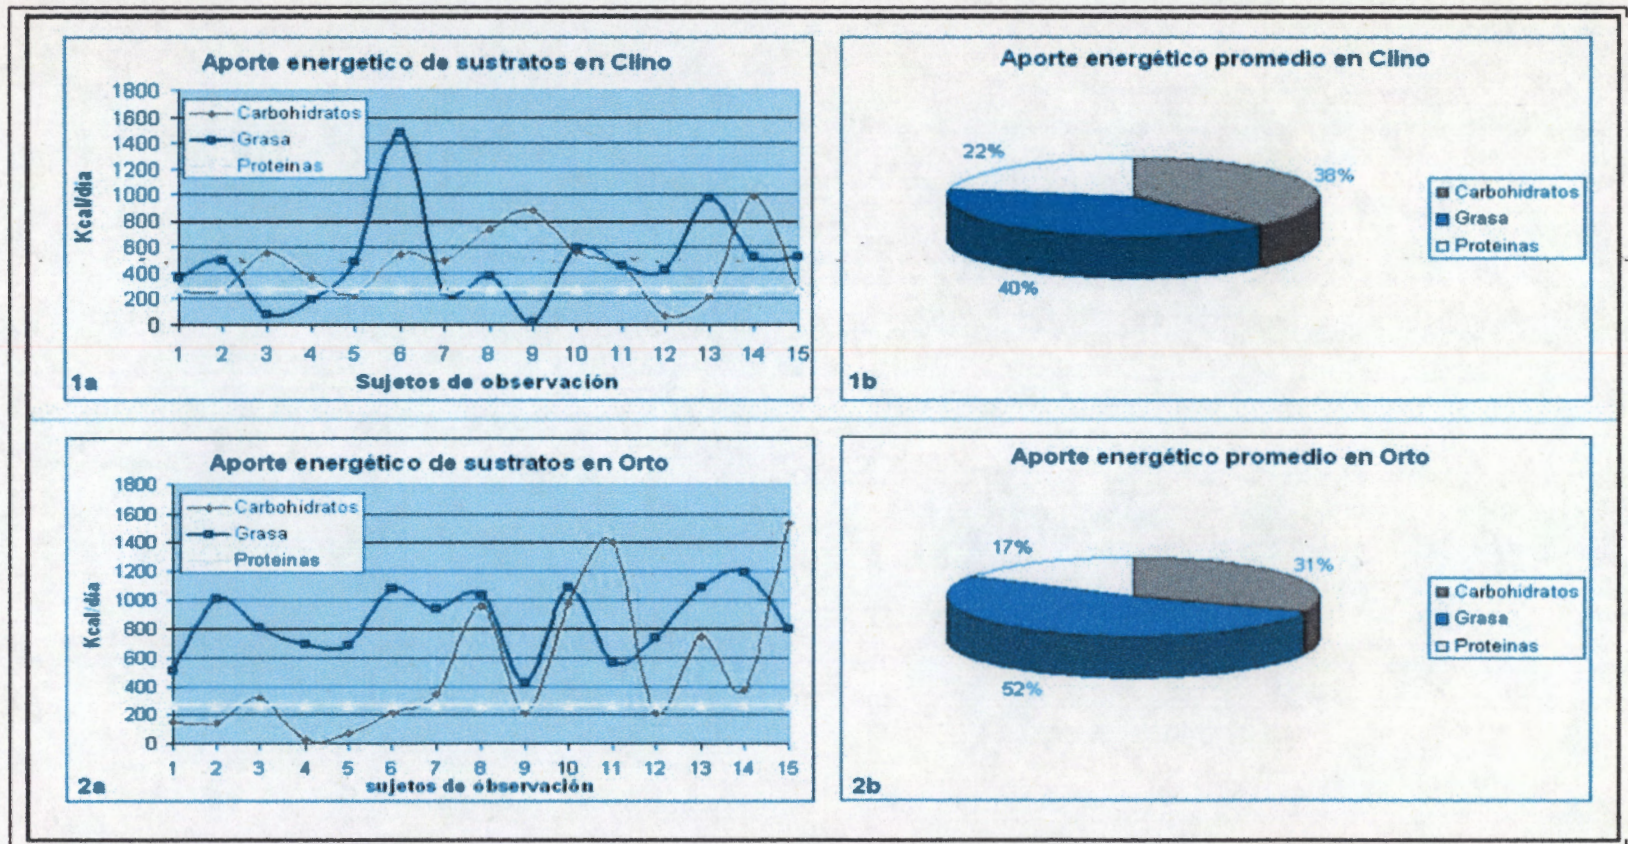 Aporte energetico de sustratos en Clino
Carbohidratos
Grasa
Proteinas
Kcal/dia
1800
1600
1400
1200
1000
800
600
400
200
0
1 2 3 4 5 6 7 8 9 10 11 12 13 14 15
Sujetos de observación
1a
Aporte energético promedio en Clino
22%
38%
40%
Carbohidratos
Grasa
Proteinas
1b
Aporte energético de sustratos en Orto
Carbohidratos
Grasa
Proteinas
Kcal/dia
1800
1600
1400
1200
1000
800
600
400
200
0
1 2 3 4 5 6 7 8 9 10 11 12 13 14 15
sujetos de observación
2a
Aporte energético promedio en Orto
17%
31%
52%
Carbohidratos
Grasa
Proteinas
2b